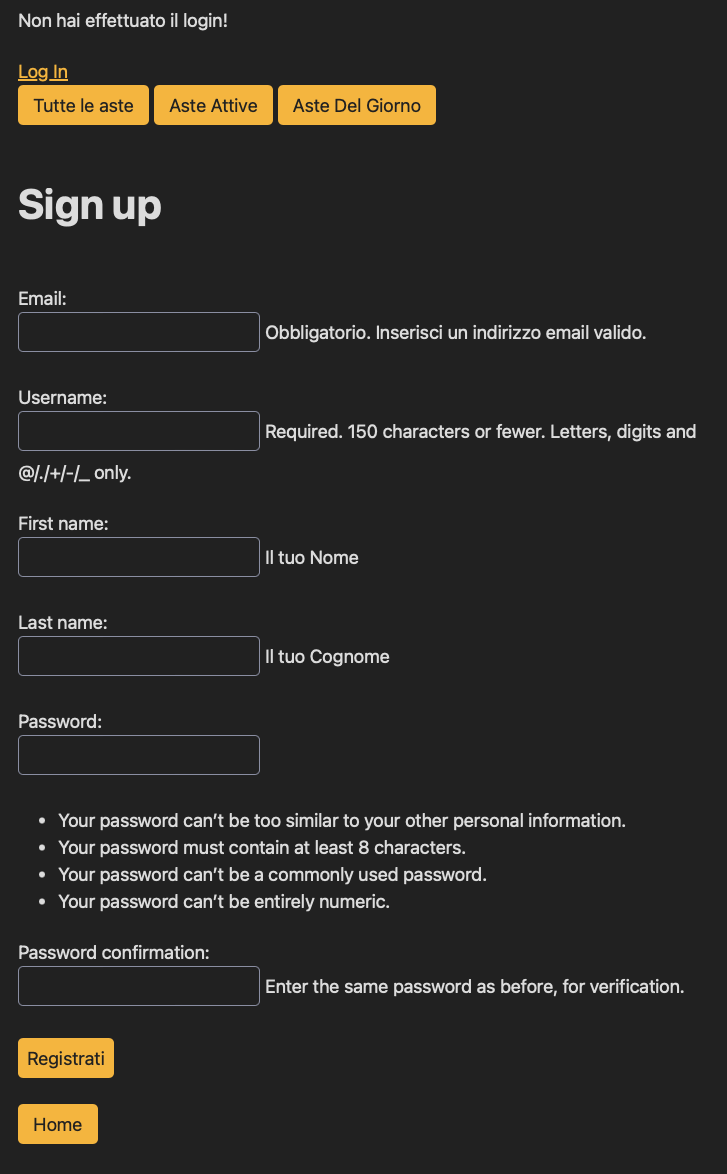 Non hai effettuato il login!
Log In
Tutte le aste Aste Attive Aste Del Giorno
Sign up
Email:
Obbligatorio. Inserisci un indirizzo email valido.
Username:
Required. 150 characters or fewer. Letters, digits and
@/./+/-/_ only.
First name:
Il tuo Nome
Last name:
Il tuo Cognome
Password:
• Your password can’t be too similar to your other personal information.
• Your password must contain at least 8 characters.
• Your password can’t be a commonly used password.
• Your password can’t be entirely numeric.
Password confirmation:
Enter the same password as before, for verification.
Registrati
Home